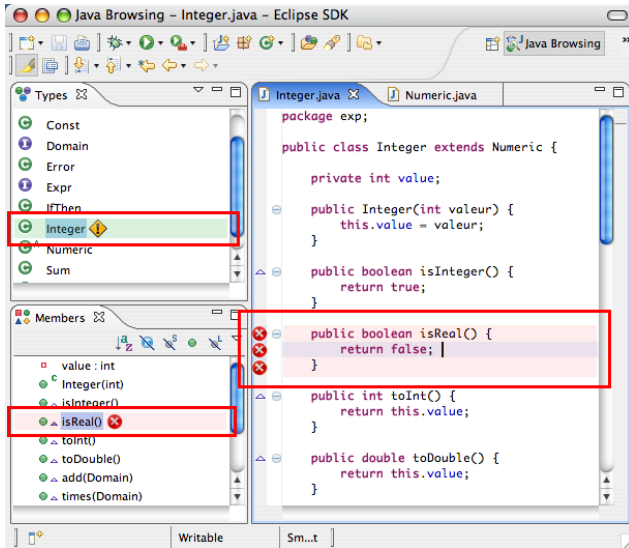 Java Browsing – Integer.java – Eclipse SDK
Java Browsing
Types
Const
Domain
Error
Expr
IfThen
Integer
Numeric
Sum
Members
value : int
Integer(int)
isInteger()
isReal()
toInt()
toDouble()
add(Domain)
times(Domain)
Integer.java
Numeric.java
package exp;
public class Integer extends Numeric {
private int value;
public Integer(int valeur) {
this.value = valeur;
}
public boolean isInteger() {
return true;
}
public boolean isReal() {
return false;
}
public int toInt() {
return this.value;
}
public double toDouble() {
return this.value;
}
Writable
Sm...t